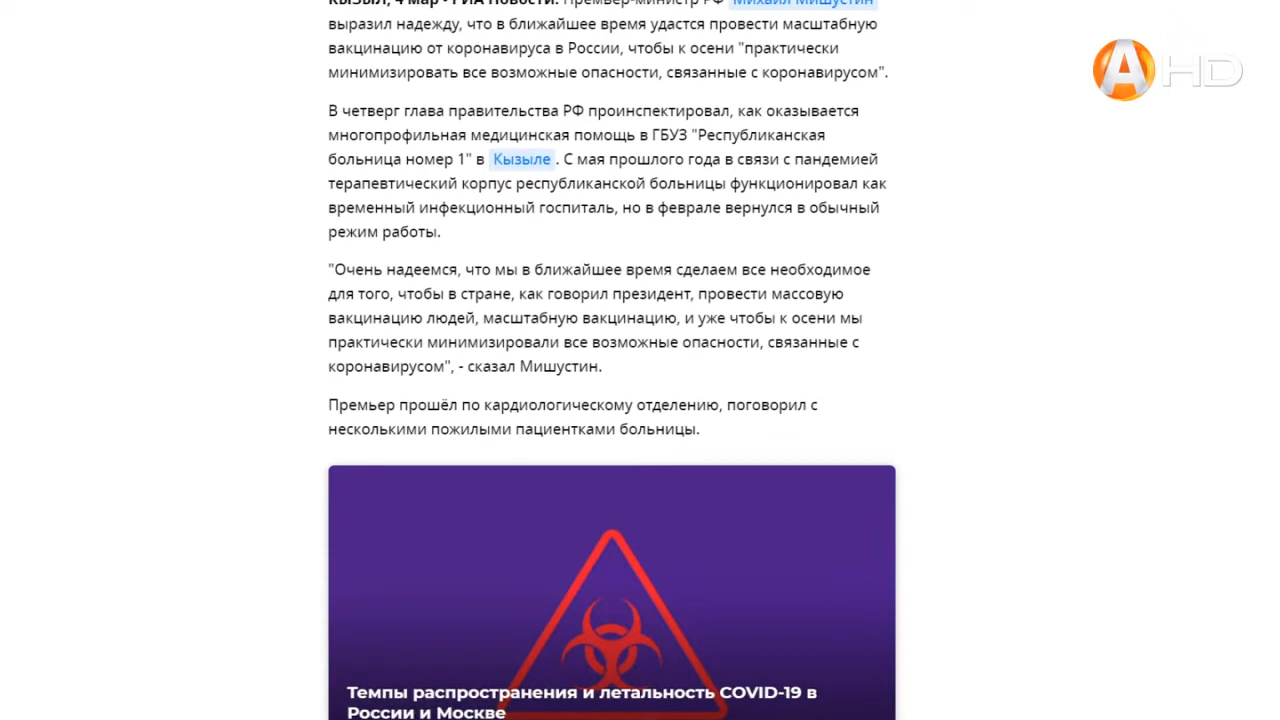 КЫЗЫЛ, 4 мар - РИА Новости. Премьер-министр РФ Михаил Мишустин
выразил надежду, что в ближайшее время удастся провести масштабную
вакцинацию от коронавируса в России, чтобы к осени "практически
минимизировать все возможные опасности, связанные с коронавирусом".
В четверг глава правительства РФ проинспектировал, как оказывается
многопрофильная медицинская помощь в ГБУЗ "Республиканская
больница номер 1" в Кызыле. С мая прошлого года в связи с пандемией
терапевтический корпус республиканской больницы функционировал как
временный инфекционный госпиталь, но в феврале вернулся в обычный
режим работы.
"Очень надеемся, что мы в ближайшее время сделаем все необходимое
для того, чтобы в стране, как говорил президент, провести массовую
вакцинацию людей, масштабную вакцинацию, и уже чтобы к осени мы
практически минимизировали все возможные опасности, связанные с
коронавирусом", - сказал Мишустин.
Премьер прошёл по кардиологическому отделению, поговорил с
несколькими пожилыми пациентками больницы.
Темпы распространения и летальность COVID-19 в
России и Москве
A HD